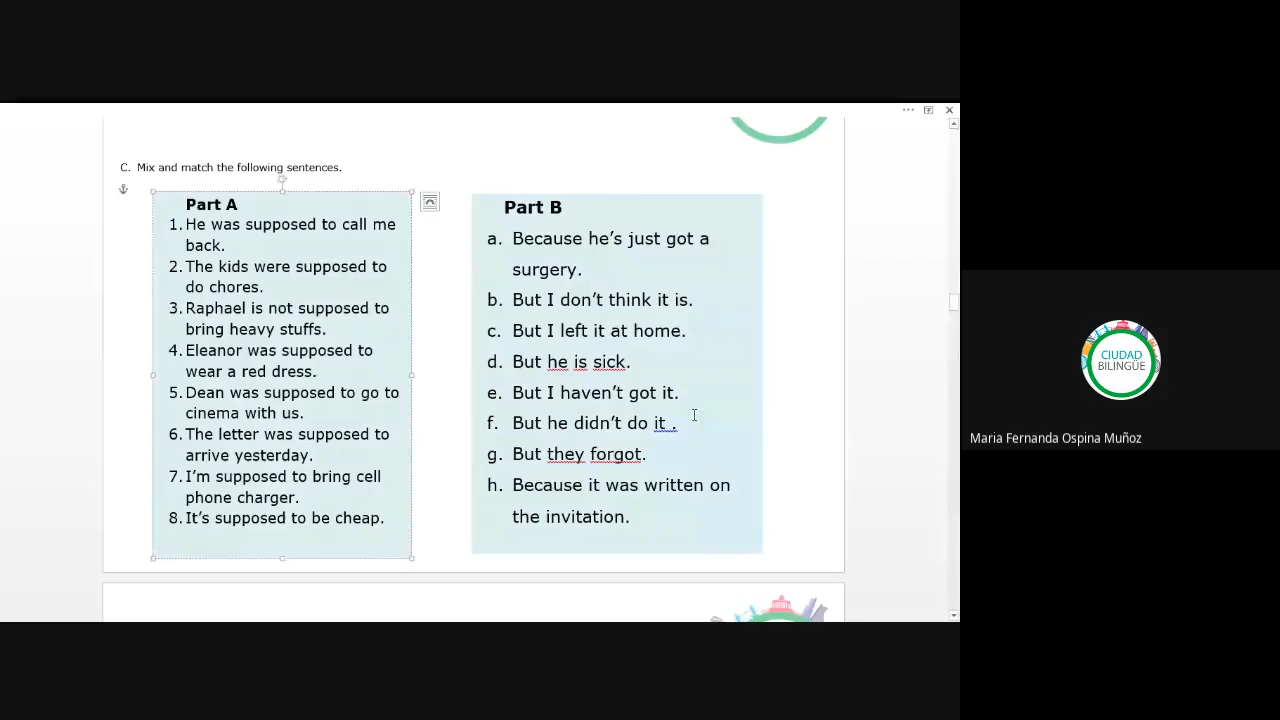 C. Mix and match the following sentences.
Part A
1. He was supposed to call me
back.
2. The kids were supposed to
do chores.
3. Raphael is not supposed to
bring heavy stuffs.
4. Eleanor was supposed to
wear a red dress.
5. Dean was supposed to go to
cinema with us.
6. The letter was supposed to
arrive yesterday.
7. I'm supposed to bring cell
phone charger.
8. It's supposed to be cheap.
Part B
a. Because he's just got a
surgery.
b. But I don't think it is.
c. But I left it at home.
d. But he is sick.
e. But I haven't got it.
f. But he didn't do it .
g. But they forgot.
h. Because it was written on
the invitation.
CIUDAD
BILINGÜE
Maria Fernanda Ospina Muñoz